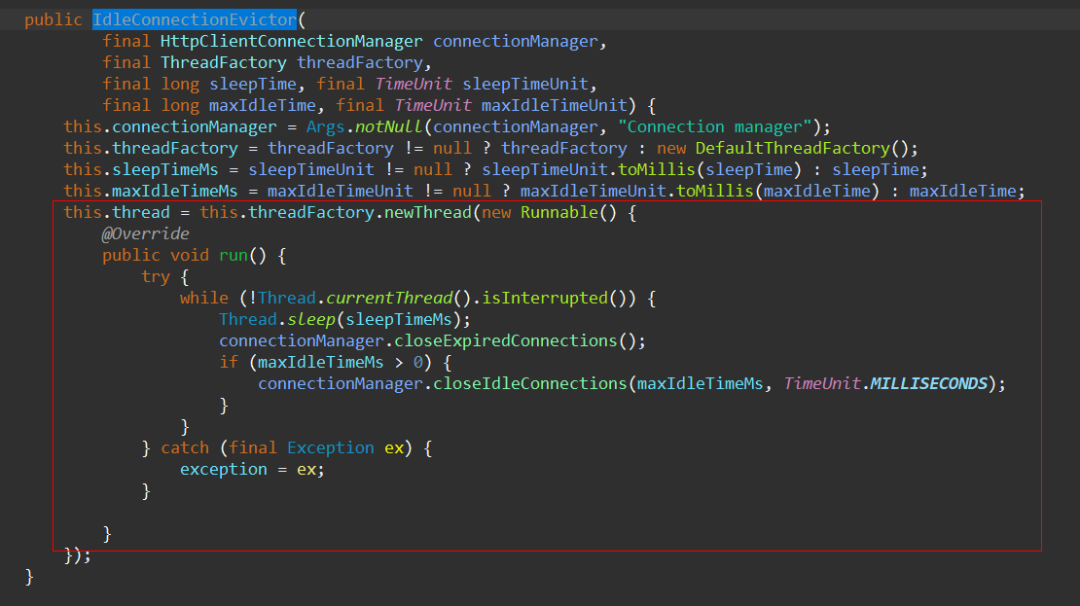 public IdleConnectionEvictor(
final HttpClientConnectionManager connectionManager,
final ThreadFactory threadFactory,
final long sleepTime, final TimeUnit sleepTimeUnit,
final long maxIdleTime, final TimeUnit maxIdleTimeUnit) {
this.connectionManager = Args.notNull(connectionManager, "Connection manager");
this.threadFactory = threadFactory != null ? threadFactory : new DefaultThreadFactory();
this.sleepTimeMs = sleepTimeUnit != null ? sleepTimeUnit.toMillis(sleepTime) : sleepTime;
this.maxIdleTimeMs = maxIdleTimeUnit != null ? maxIdleTimeUnit.toMillis(maxIdleTime) : maxIdleTime;
this.thread = this.threadFactory.newThread(new Runnable() {
@Override
public void run() {
try {
while (!Thread.currentThread().isInterrupted()) {
Thread.sleep(sleepTimeMs);
connectionManager.closeExpiredConnections();
if (maxIdleTimeMs > 0) {
connectionManager.closeIdleConnections(maxIdleTimeMs, TimeUnit.MILLISECONDS);
}
}
} catch (final Exception ex) {
exception = ex;
}
}
});
}